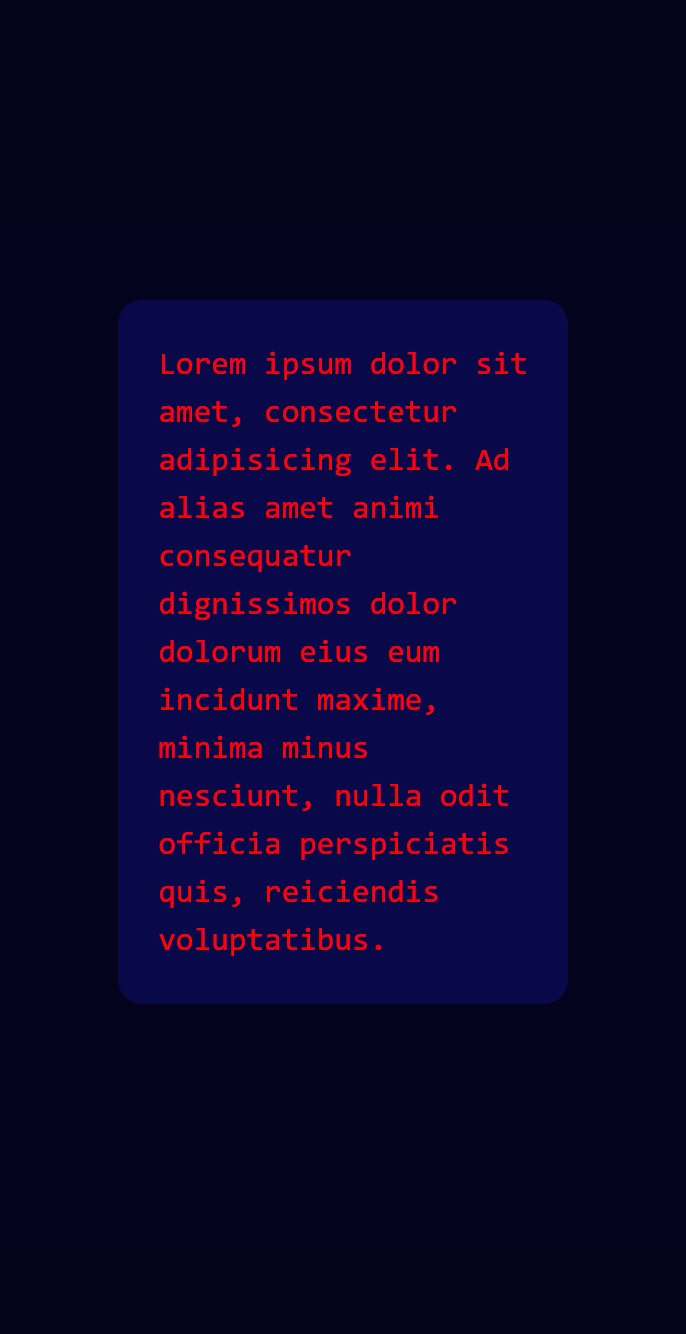 Lorem ipsum dolor sit
amet, consectetur
adipisicing elit. Ad
alias amet animi
consequatur
dignissimos dolor
dolorum eius eum
incidunt maxime,
minima minus
nesciunt, nulla odit
officia perspiciatis
quis, reiciendis
voluptatibus.